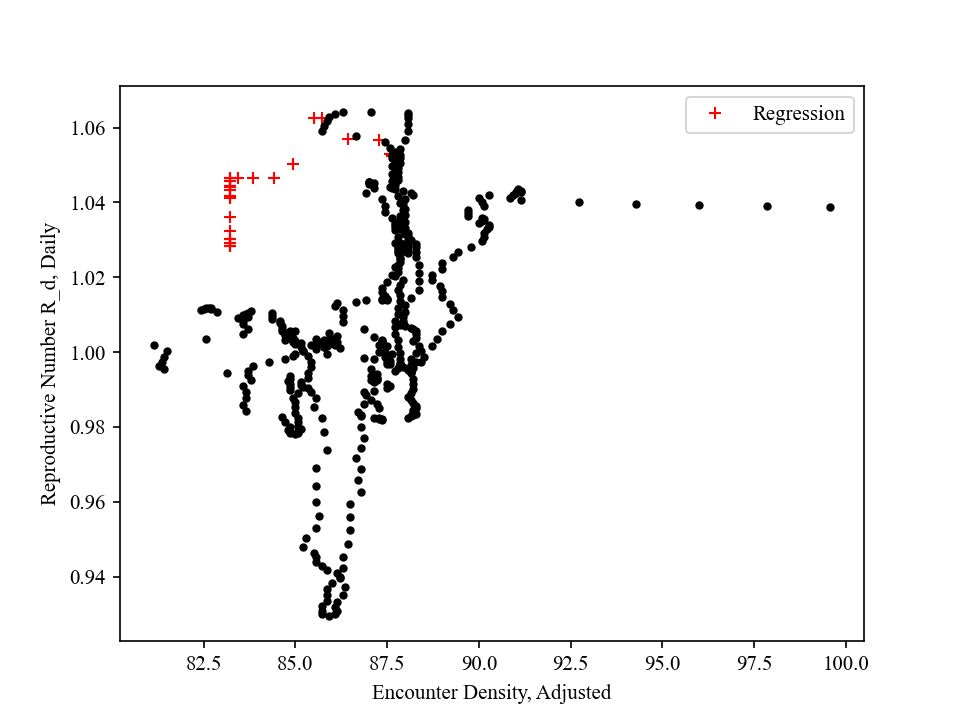 Regression
1.06
1.04
1.02
1.00
0.98
0.96
0.94
Reproductive Number R_d, Daily
82.5 85.0 87.5 90.0 92.5 95.0 97.5 100.0
Encounter Density, Adjusted